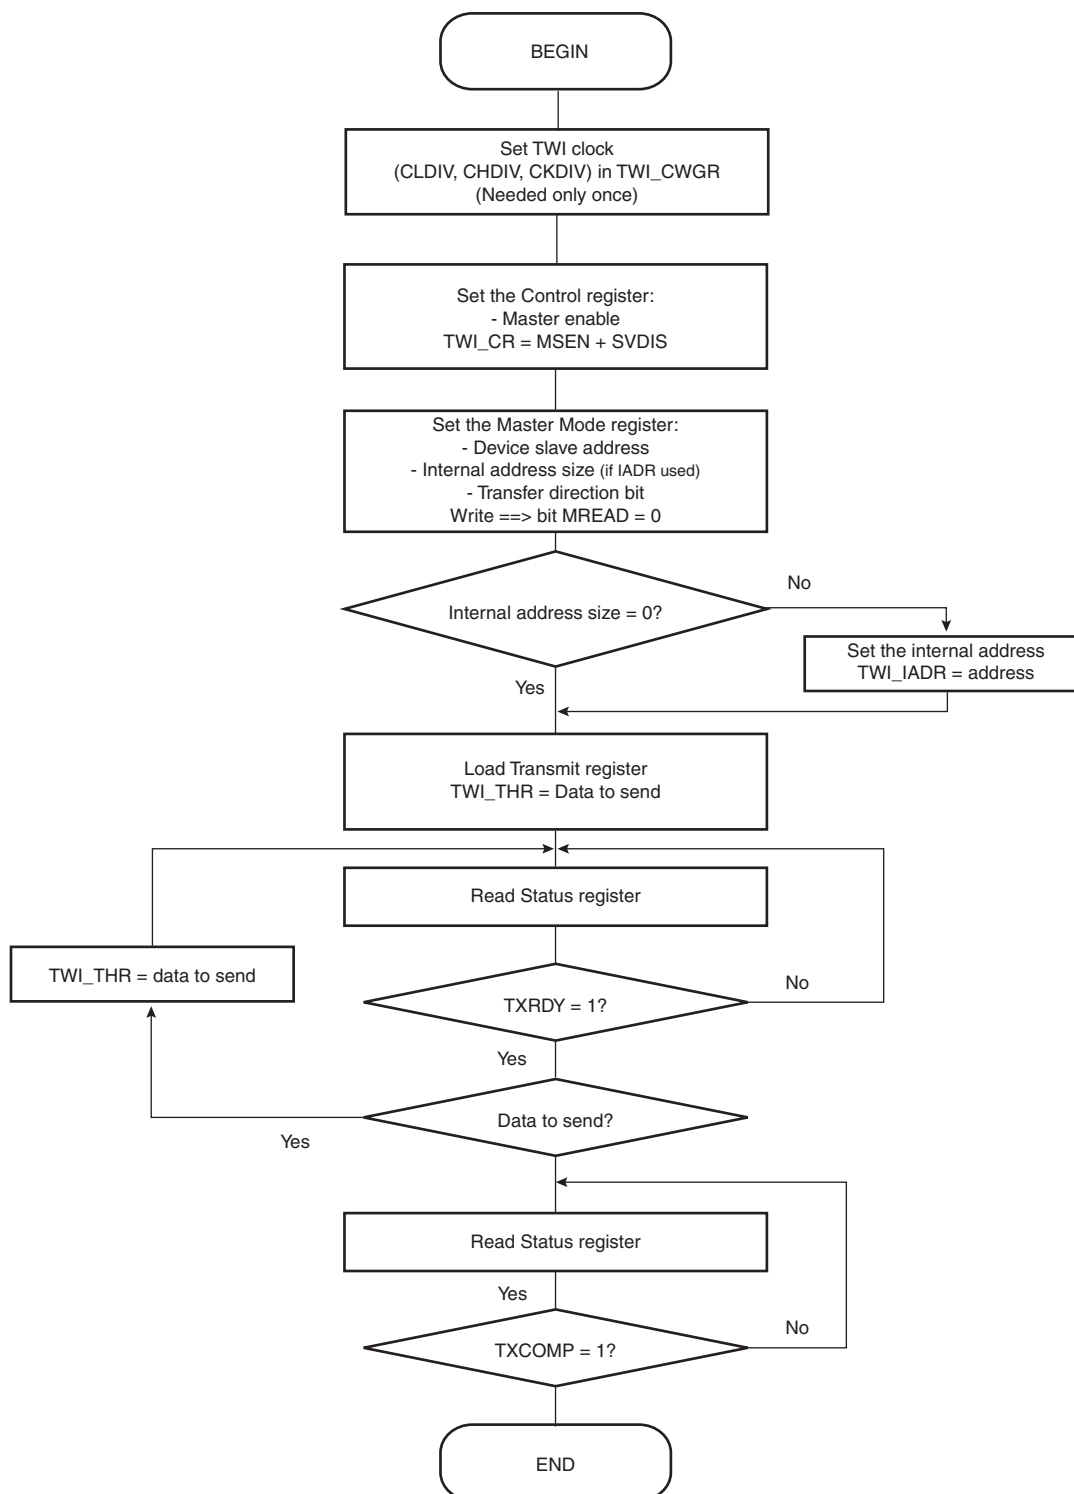 BEGIN
Set TWI clock
(CLDIV, CHDIV, CKDIV) in TWI_CWGR
(Needed only once)
Set the Control register:
- Master enable
TWI_CR = MSEN + SVDIS
Set the Master Mode register:
- Device slave address
- Internal address size (if IADR used)
- Transfer direction bit
Write ==> bit MREAD = 0
No
Internal address size = 0?
Set the internal address
TWI_IADR = address
Yes
Load Transmit register
TWI_THR = Data to send
Read Status register
TWI_THR = data to send
TXRDY = 1?
No
Yes
Data to send?
Yes
Read Status register
Yes
No
TXCOMP = 1?
END